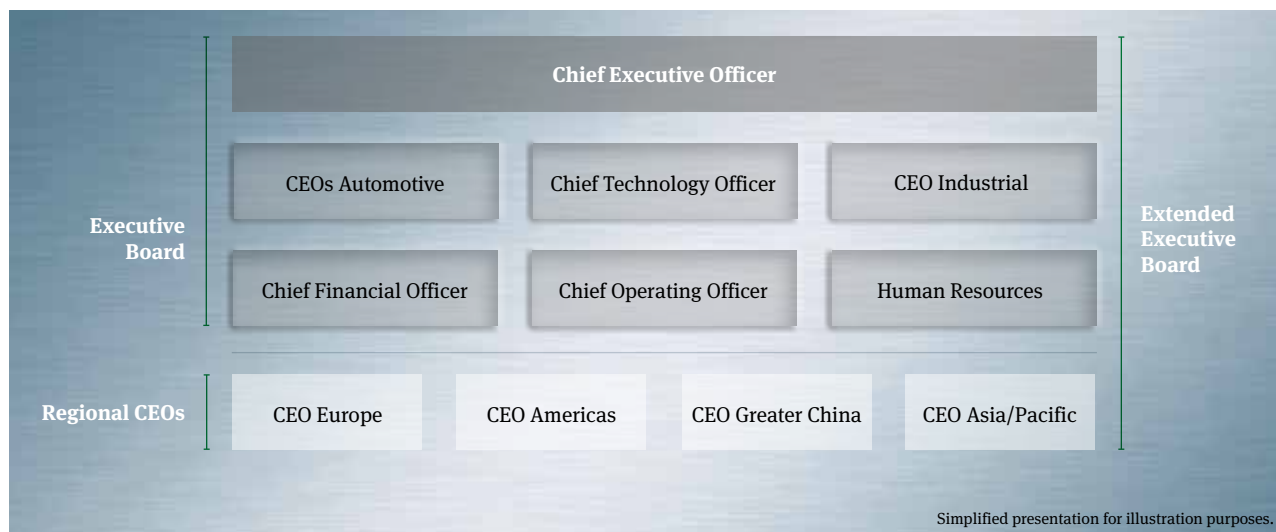 Chief Executive Officer
CEOs Automotive
Chief Technology Officer
CEO Industrial
Executive
Board
Extended
Executive
Board
Chief Financial Officer
Chief Operating Officer
Human Resources
Regional CEOs
CEO Europe
CEO Americas
CEO Greater China
CEO Asia/Pacific
Simplified presentation for illustration purposes.